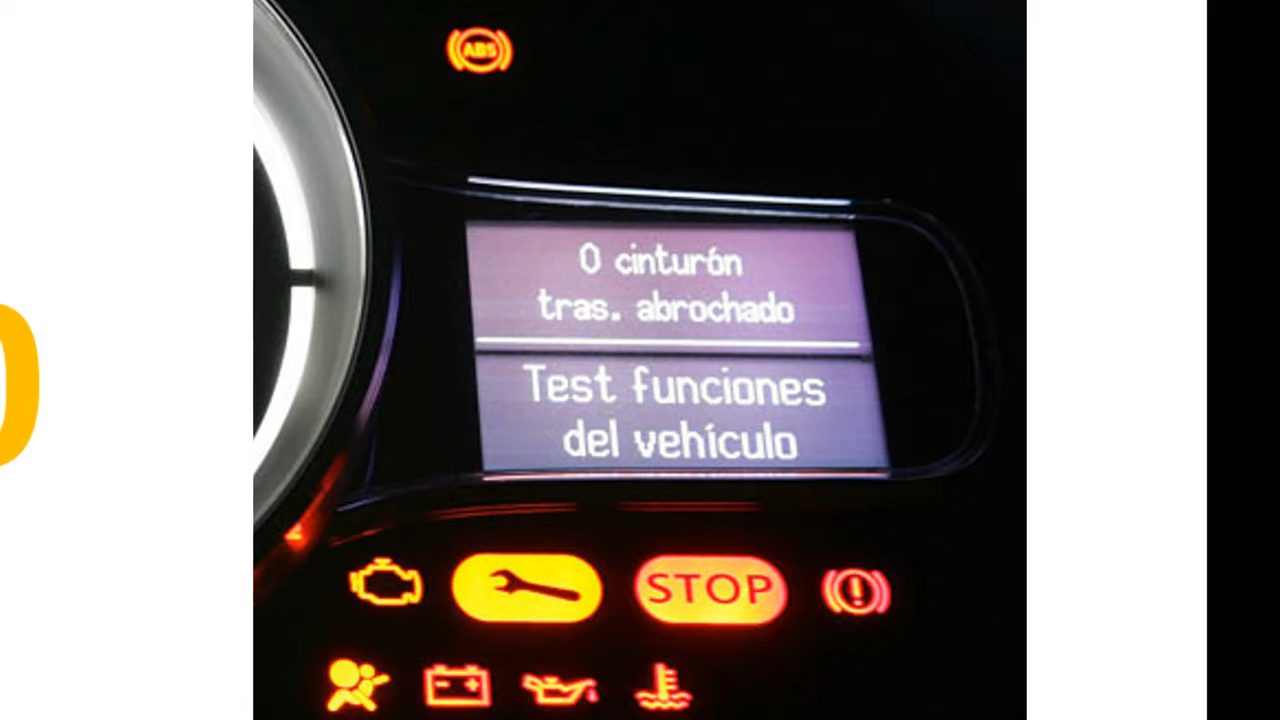 ABS
0 cinturón
tras. abrochado
Test funciones
del vehículo
STOP